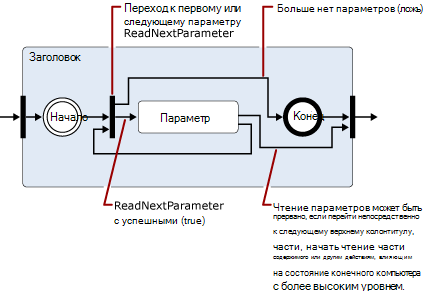 Переход к первому или
следующему параметру
ReadNextParameter
Больше нет параметров (ложь)
Заголовок
Начало
Параметр
Конец
ReadNextParameter
с успешными (true)
Чтение параметров может быть
прервано, если перейти непосредственно
к следующему верхнему колонтитулу,
части, начать чтение части
содержимого или другим действиям, влияющим
на состояние конечного компьютера
с более высоким уровнем.